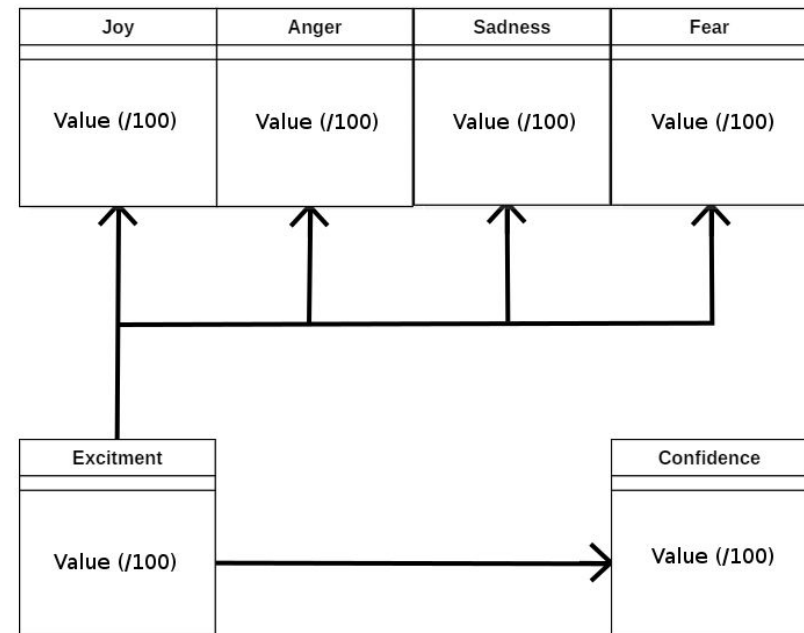 Joy
Anger
Sadness
Fear
Value (/100)
Value (/100)
Value (/100)
Value (/100)
Excitment
Confidence
Value (/100)
Value (/100)